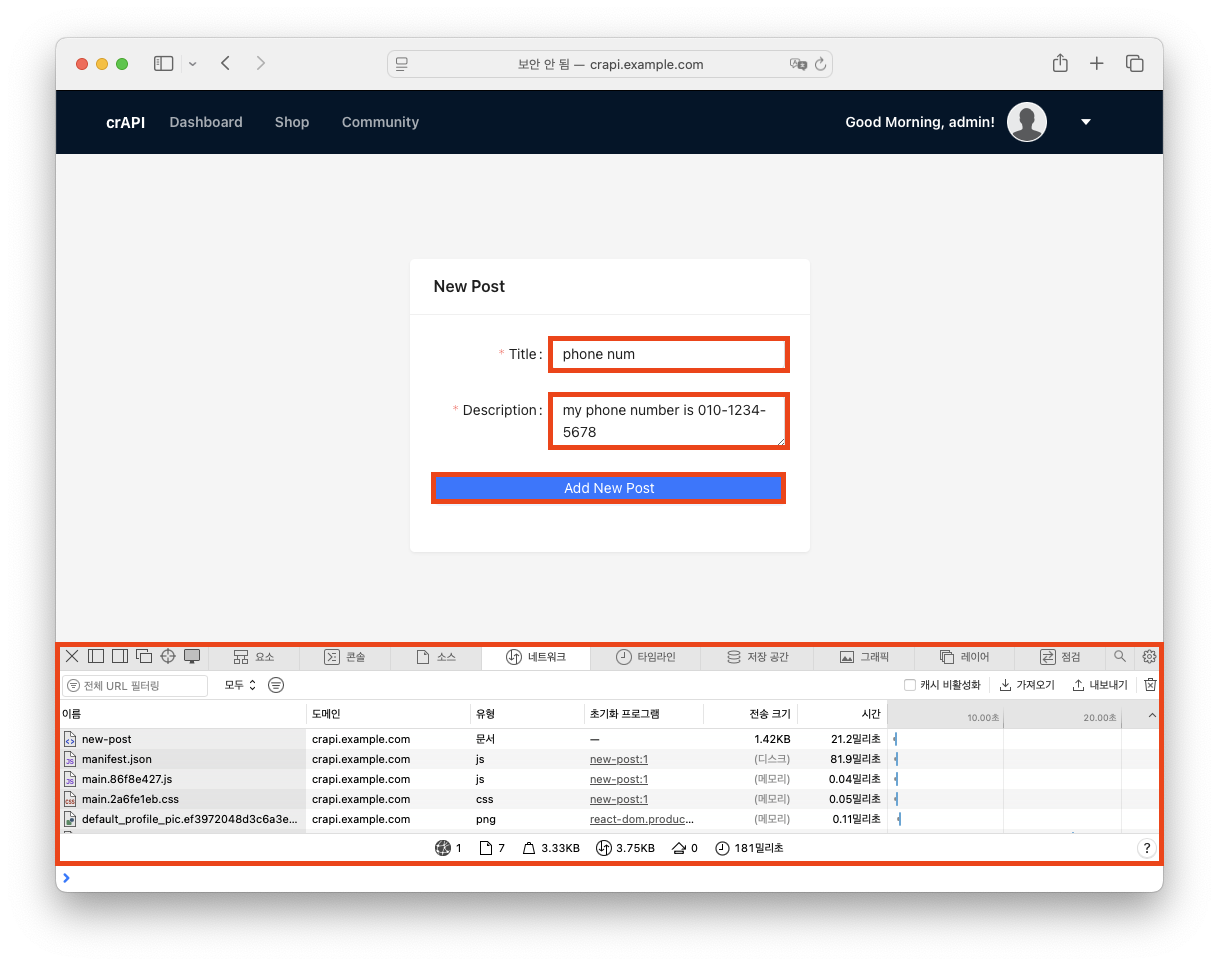 보안 안 됨 — crapi.example.com
crAPI Dashboard Shop Community Good Morning, admin!
New Post
* Title : phone num
* Description : my phone number is 010-1234-
5678
Add New Post
요소 콘솔 소스 네트워크 타임라인 저장 공간 그래픽 레이어 점검
전체 URL 필터링 모두 캐시 비활성화 가져오기 내보내기
이름 도메인 유형 초기화 프로그램 전송 크기 시간 10.00초 20.00초
new-post crapi.example.com 문서 — 1.42KB 21.2밀리초
manifest.json crapi.example.com js new-post:1 (디스크) 81.9밀리초
main.86f8e427.js crapi.example.com js new-post:1 (메모리) 0.04밀리초
main.2a6fe1eb.css crapi.example.com css new-post:1 (메모리) 0.05밀리초
default_profile_pic.ef3972048d3c6a3e... crapi.example.com png react-dom.produc... (메모리) 0.11밀리초
1 7 3.33KB 3.75KB 0 181밀리초 ?